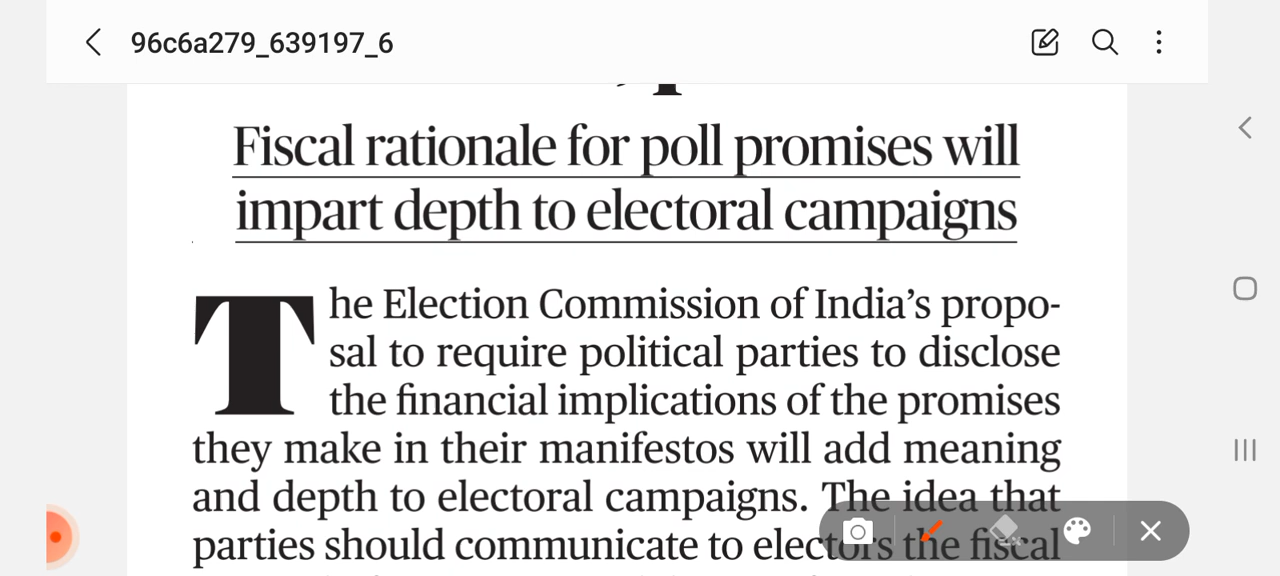 96c6a279_639197_6
Fiscal rationale for poll promises will
impart depth to electoral campaigns
The Election Commission of India’s propo-
sal to require political parties to disclose
the financial implications of the promises
they make in their manifestos will add meaning
and depth to electoral campaigns. The idea that
parties should communicate to electors the fiscal